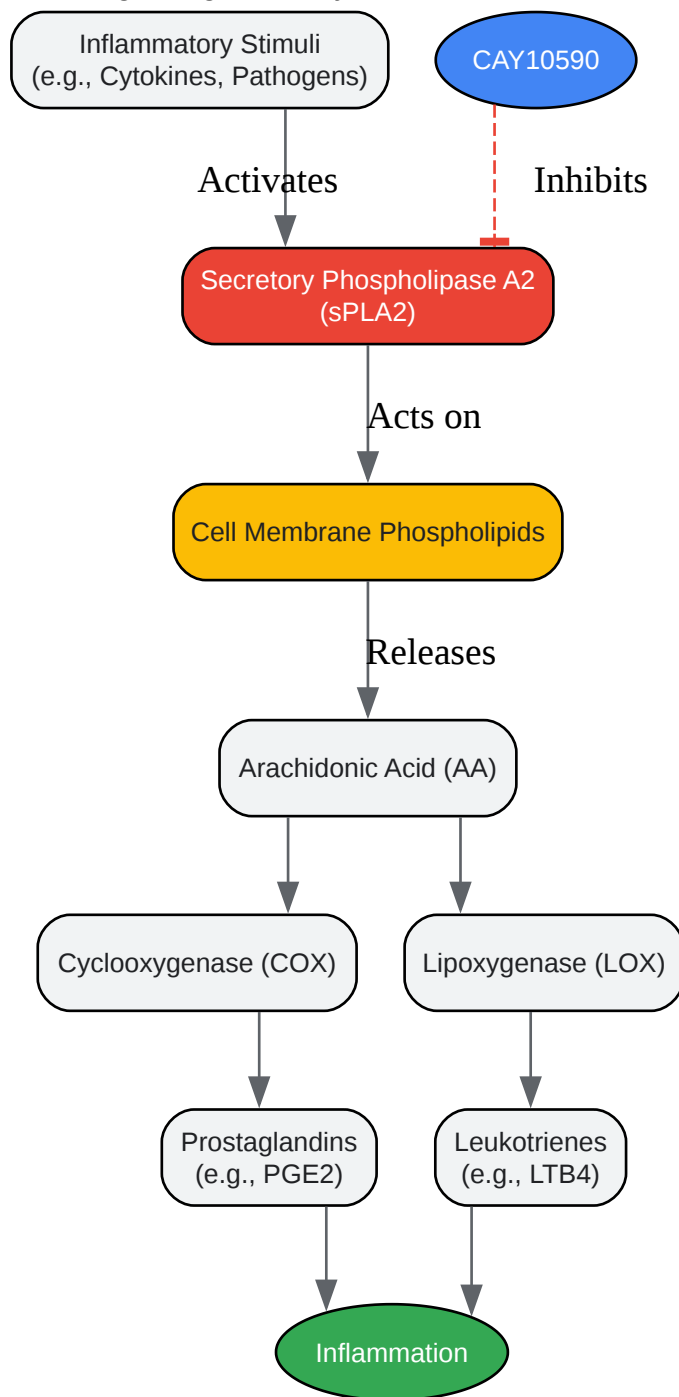 Inflammatory Stimuli
(e.g., Cytokines, Pathogens)
CAY10590
Activates
Inhibits
Secretory Phospholipase A2
(sPLA2)
Acts on
Cell Membrane Phospholipids
Releases
Arachidonic Acid (AA)
Cyclooxygenase (COX)
Lipoxygenase (LOX)
Prostaglandins
(e.g., PGE2)
Leukotrienes
(e.g., LTB4)
Inflammation